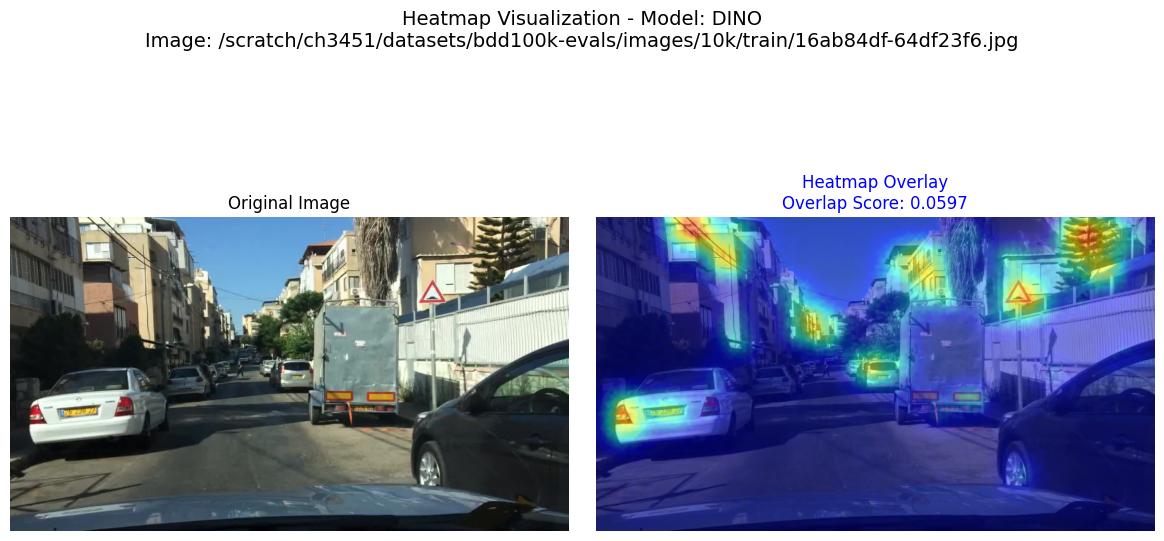 Heatmap Visualization - Model: DINO
Image: /scratch/ch3451/datasets/bdd100k-evals/images/10k/train/16ab84df-64df23f6.jpg
Original Image
Heatmap Overlay
Overlap Score: 0.0597